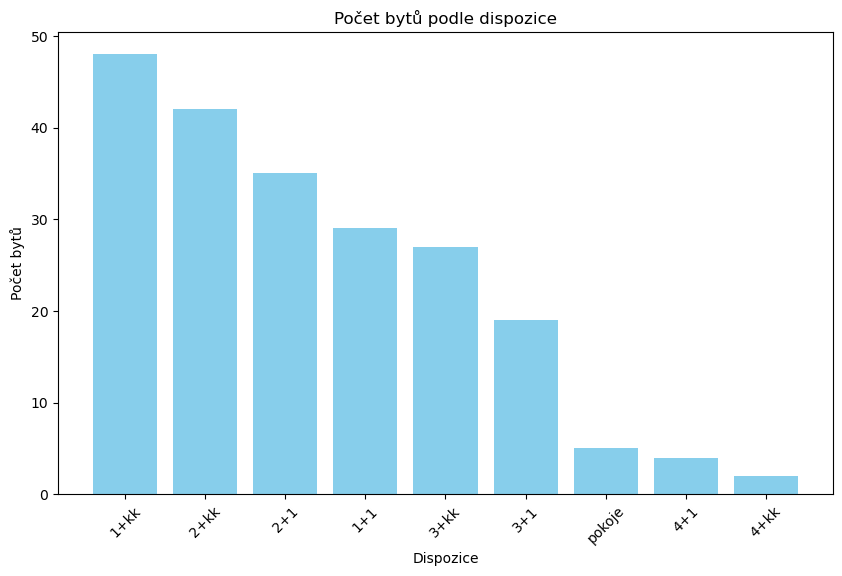 Počet bytů podle dispozice
Počet bytů
50
40
30
20
10
0
1+kk
2+kk
2+1
1+1
3+kk
3+1
pokoje
4+1
4+kk
Dispozice